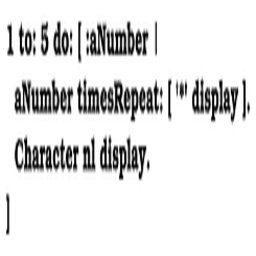 1 to: 5 do: [ :aNumber |
aNumber timesRepeat: [ '*' display ].
Character nl display.
]